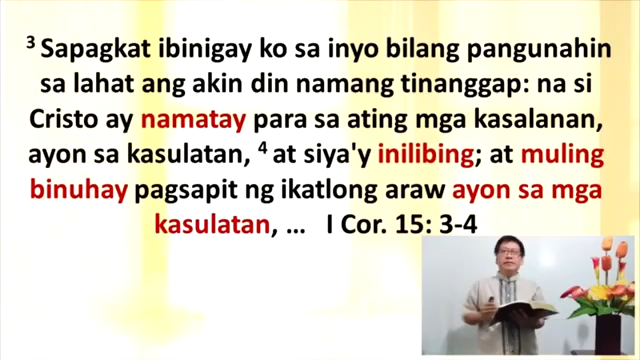 ³ Sapagkat ibinigay ko sa inyo bilang pangunahin
sa lahat ang akin din namang tinanggap: na si
Cristo ay namatay para sa ating mga kasalanan,
ayon sa kasulatan, ⁴ at siya'y inilibing; at muling
binuhay pagsapit ng ikatlong araw ayon sa mga
kasulatan, ... I Cor. 15: 3-4